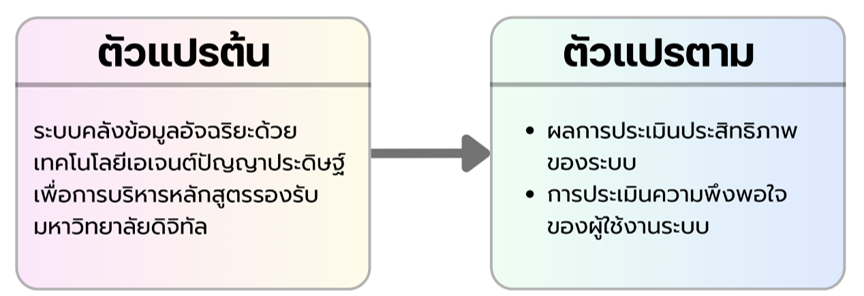 ตัวแปรต้น
ระบบคลังข้อมูลอัจฉริยะด้วย
เทคโนโลยีเอเจนต์ปัญญาประดิษฐ์
เพื่อการบริหารหลักสูตรรองรับ
มหาวิทยาลัยดิจิทัล
ตัวแปรตาม
• ผลการประเมินประสิทธิภาพ
ของระบบ
• การประเมินความพึงพอใจ
ของผู้ใช้งานระบบ